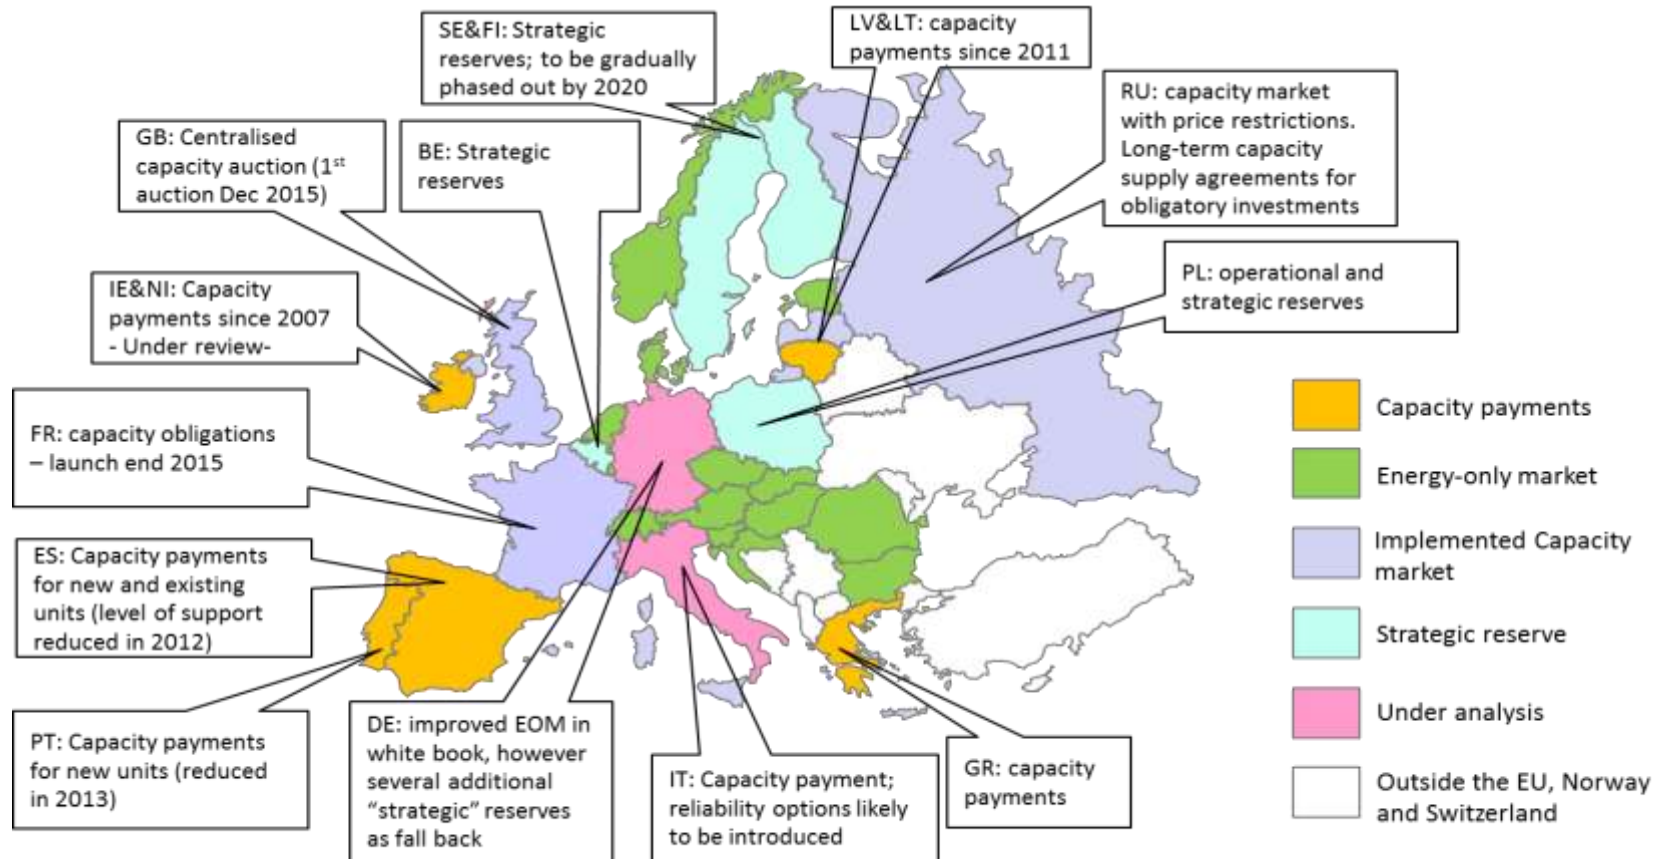 SE&FI: Strategic
reserves; to be gradually
phased out by 2020
LV&LT: capacity
payments since 2011
RU: capacity market
with price restrictions.
Long-term capacity
supply agreements for
obligatory investments
GB: Centralised
capacity auction (1st
auction Dec 2015)
BE: Strategic
reserves
PL: operational and
strategic reserves
IE&NI: Capacity
payments since 2007
- Under review-
FR: capacity obligations
– launch end 2015
ES: Capacity payments
for new and existing
units (level of support
reduced in 2012)
PT: Capacity payments
for new units (reduced
in 2013)
DE: improved EOM in
white book, however
several additional
“strategic” reserves
as fall back
IT: Capacity payment;
reliability options likely
to be introduced
GR: capacity
payments
Capacity payments
Energy-only market
Implemented Capacity
market
Strategic reserve
Under analysis
Outside the EU, Norway
and Switzerland